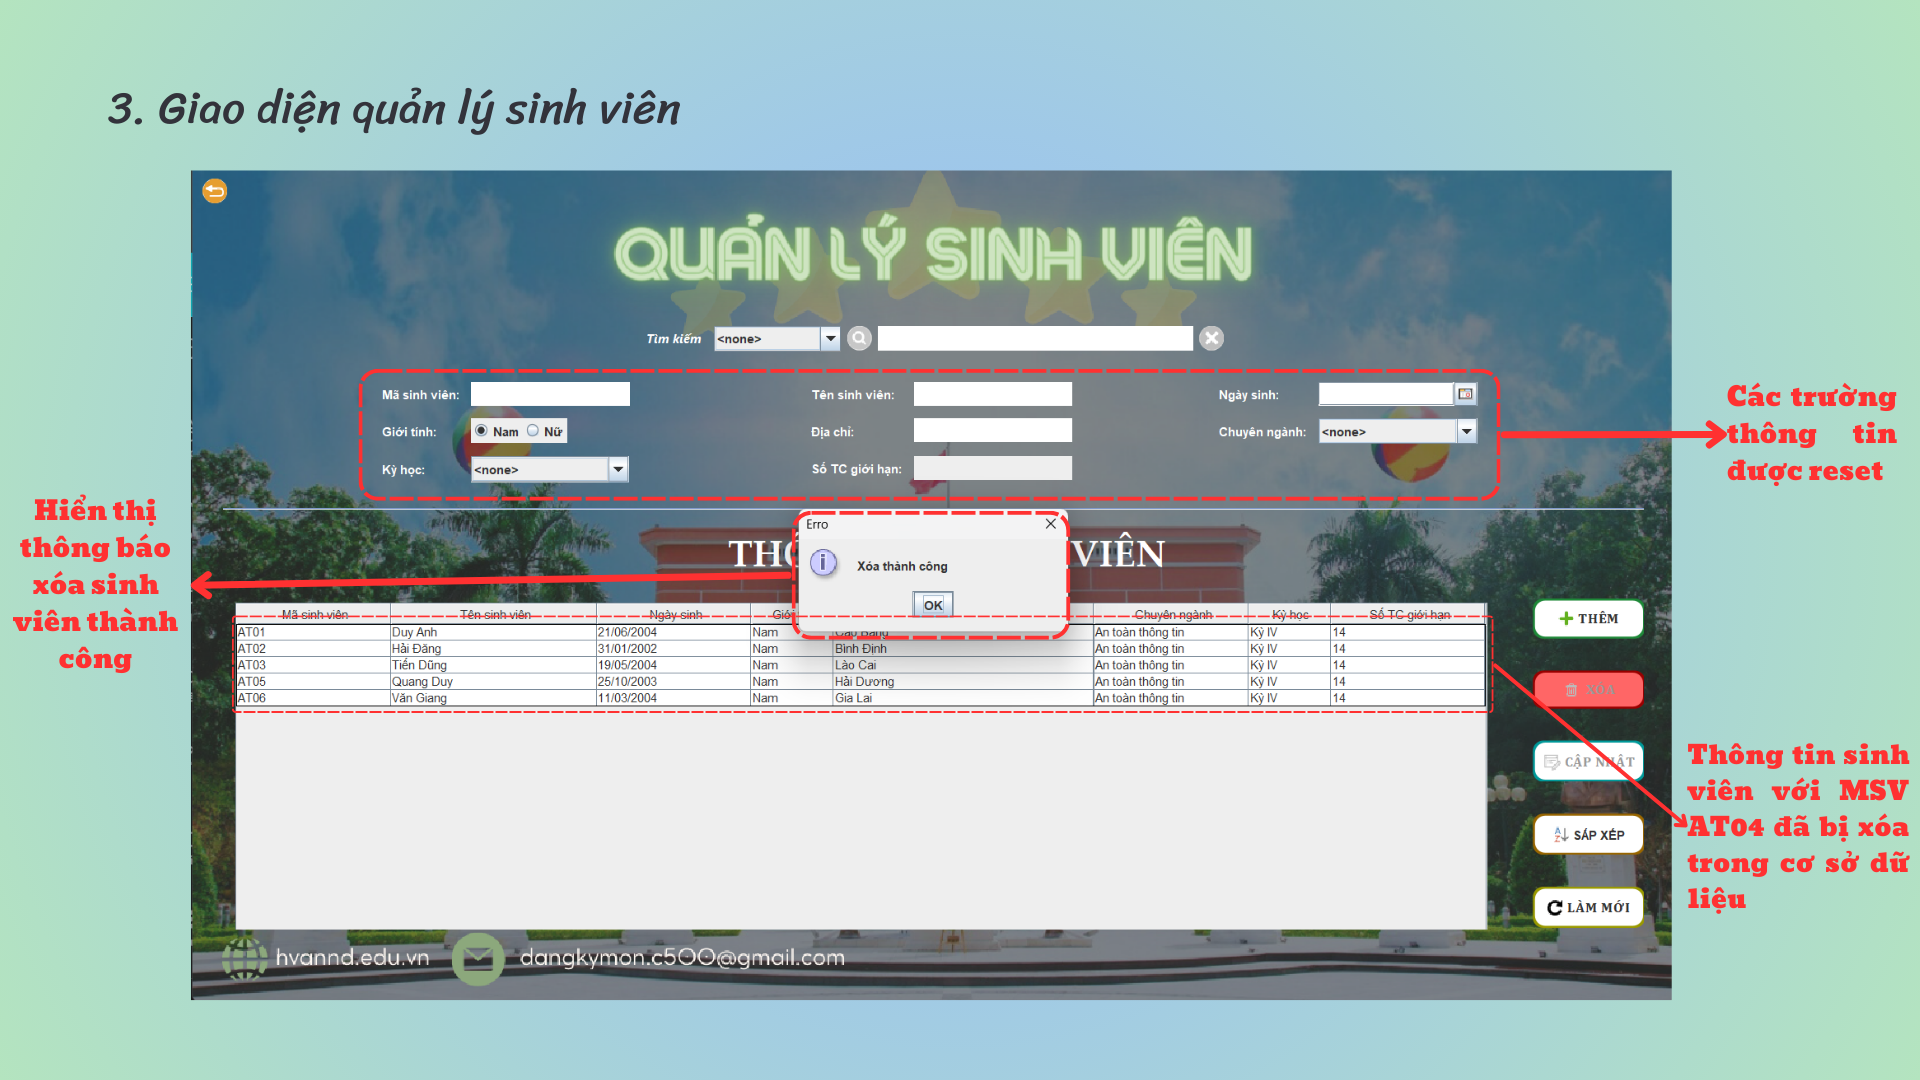 3. Giao diện quản lý sinh viên
QUẢN LÝ SINH VIÊN
Tìm kiếm <none>
Mã sinh viên: Tên sinh viên: Ngày sinh:
Giới tính: Nam Nữ Địa chỉ: Chuyên ngành: <none>
Kỳ học: <none> Số TC giới hạn:
Các trường
thông tin
được reset
Hiển thị
thông báo
xóa sinh
viên thành
công
Erro
Xóa thành công
OK
VIÊN
Mã sinh viên Tên sinh viên Ngày sinh Chuyên ngành Kỳ học Số TC giới hạn
AT01 Duy Anh 21/06/2004 Nam Cao Bằng An toàn thông tin Kỳ IV 14
AT02 Hải Đăng 31/01/2002 Nam Bình Định An toàn thông tin Kỳ IV 14
AT03 Tiến Dũng 19/05/2004 Nam Lào Cai An toàn thông tin Kỳ IV 14
AT05 Quang Duy 25/10/2003 Nam Hải Dương An toàn thông tin Kỳ IV 14
AT06 Văn Giang 11/03/2004 Nam Gia Lai An toàn thông tin Kỳ IV 14
THÊM
XÓA
CẬP NHẬT
SẮP XẾP
LÀM MỚI
Thông tin sinh
viên với MSV
AT04 đã bị xóa
trong cơ sở dữ
liệu
hvannd.edu.vn dangkymon.c500@gmail.com